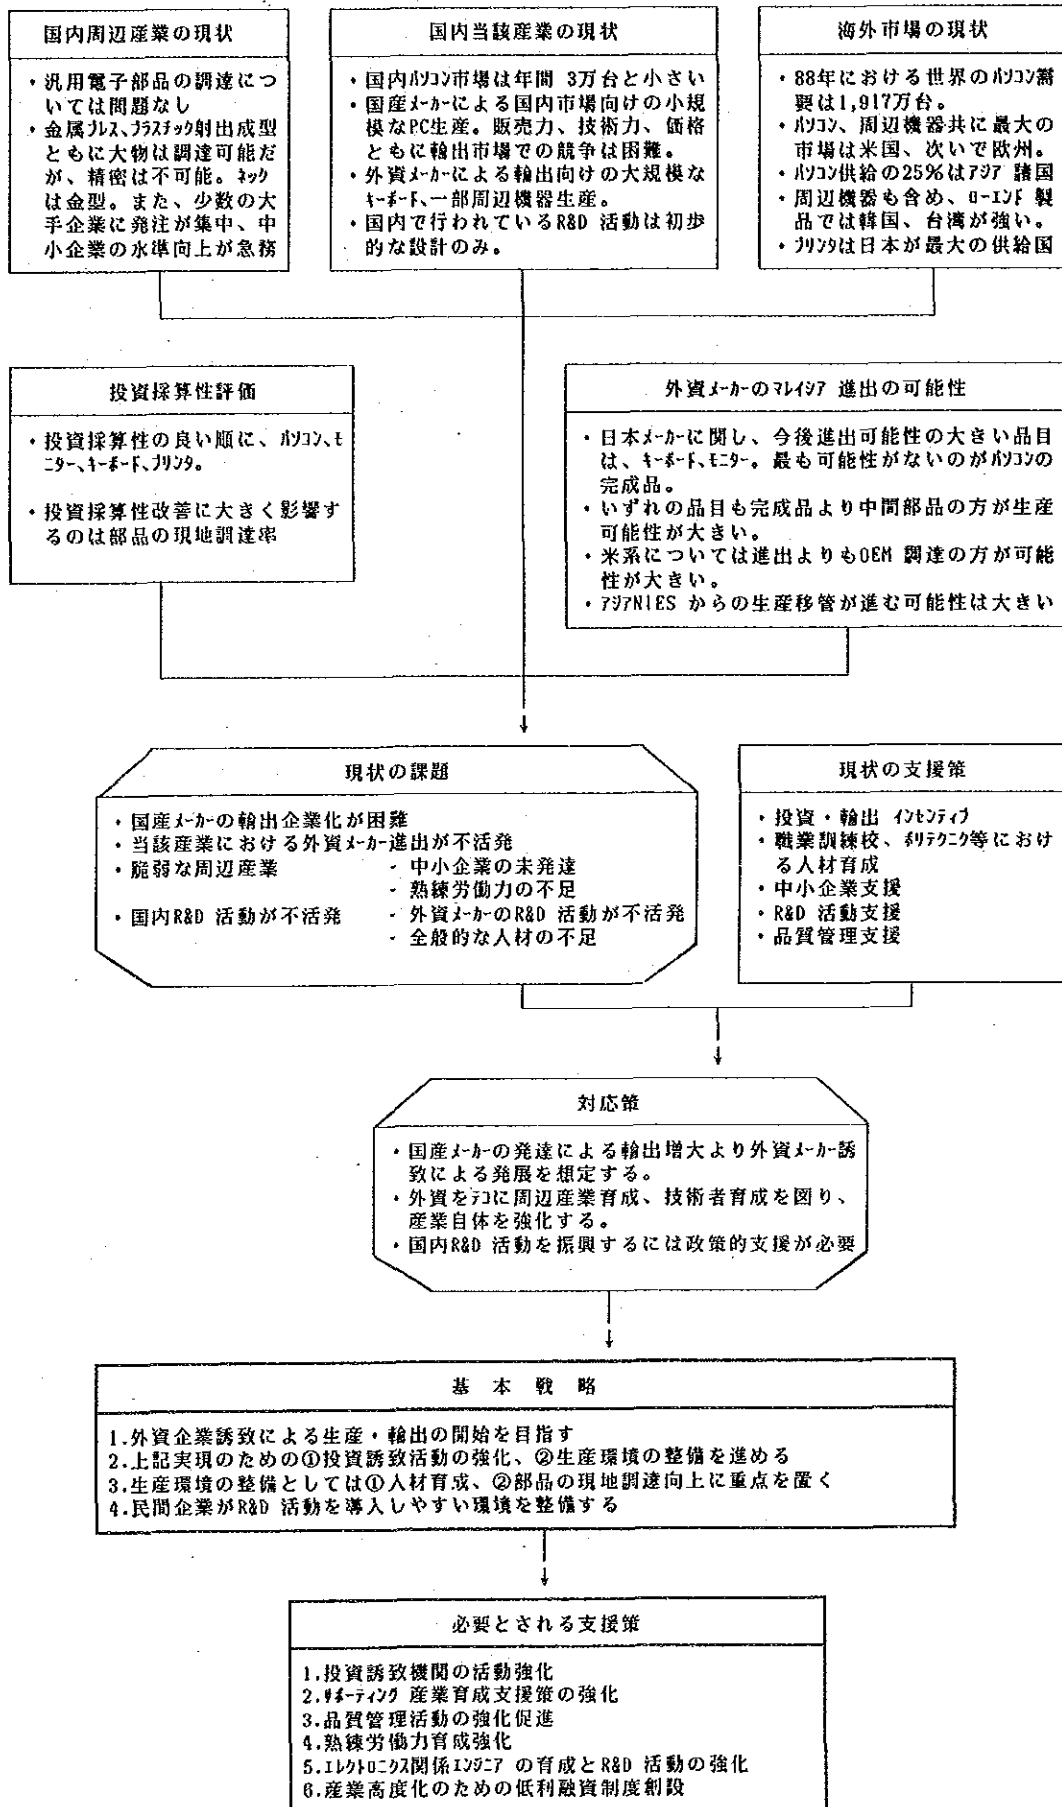 国内周辺産業の現状
・汎用電子部品の調達につ
いては問題なし
・金属プレス、プラスチック射出成型
ともに大物は調達可能だ
が、精密は不可能。ネック
は金型。また、少数の大
手企業に発注が集中、中
小企業の水準向上が急務
国内当該産業の現状
・国内パソコン市場は年間 3万台と小さい
・国産メーカーによる国内市場向けの小規
模なPC生産。販売力、技術力、価格
ともに輸出市場での競争は困難。
・外資メーカーによる輸出向けの大規模な
キーボード、一部周辺機器生産。
・国内で行われているR&D 活動は初歩
的な設計のみ。
海外市場の現状
・88年における世界のパソコン需
要は1,917万台。
・パソコン、周辺機器共に最大の
市場は米国、次いで欧州。
・パソコン供給の25%はアジア 諸国
・周辺機器も含め、ローエンド 製
品では韓国、台湾が強い。
・プリンタは日本が最大の供給国
投資採算性評価
・投資採算性の良い順に、パソコン、モ
ニター、キーボード、プリンタ。
・投資採算性改善に大きく影響す
るのは部品の現地調達率
外資メーカーのマレイシア 進出の可能性
・日本メーカーに関し、今後進出可能性の大きい品目
は、キーボード、モニター。最も可能性がないのがパソコンの
完成品。
・いずれの品目も完成品より中間部品の方が生産
可能性が大きい。
・米系については進出よりもOEM 調達の方が可能
性が大きい。
・アジアNIES からの生産移管が進む可能性は大きい
現状の課題
・国産メーカーの輸出企業化が困難
・当該産業における外資メーカー進出が不活発
・脆弱な周辺産業 - 中小企業の未発達
- 熟練労働力の不足
・国内R&D 活動が不活発 - 外資メーカーのR&D 活動が不活発
- 全般的な人材の不足
現状の支援策
・投資・輸出 インセンティブ
・職業訓練校、ポリテクニク等におけ
る人材育成
・中小企業支援
・R&D 活動支援
・品質管理支援
対応策
・国産メーカーの発達による輸出増大より外資メーカー誘
致による発展を想定する。
・外資をテコに周辺産業育成、技術者育成を図り、
産業自体を強化する。
・国内R&D 活動を振興するには政策的支援が必要
基 本 戦 略
1.外資企業誘致による生産・輸出の開始を目指す
2.上記実現のための①投資誘致活動の強化、②生産環境の整備を進める
3.生産環境の整備としては①人材育成、②部品の現地調達向上に重点を置く
4.民間企業がR&D 活動を導入しやすい環境を整備する
必要とされる支援策
1.投資誘致機関の活動強化
2.サポーティング 産業育成支援策の強化
3.品質管理活動の強化促進
4.熟練労働力育成強化
5.エレクトロニクス関係エンジニア の育成とR&D 活動の強化
6.産業高度化のための低利融資制度創設